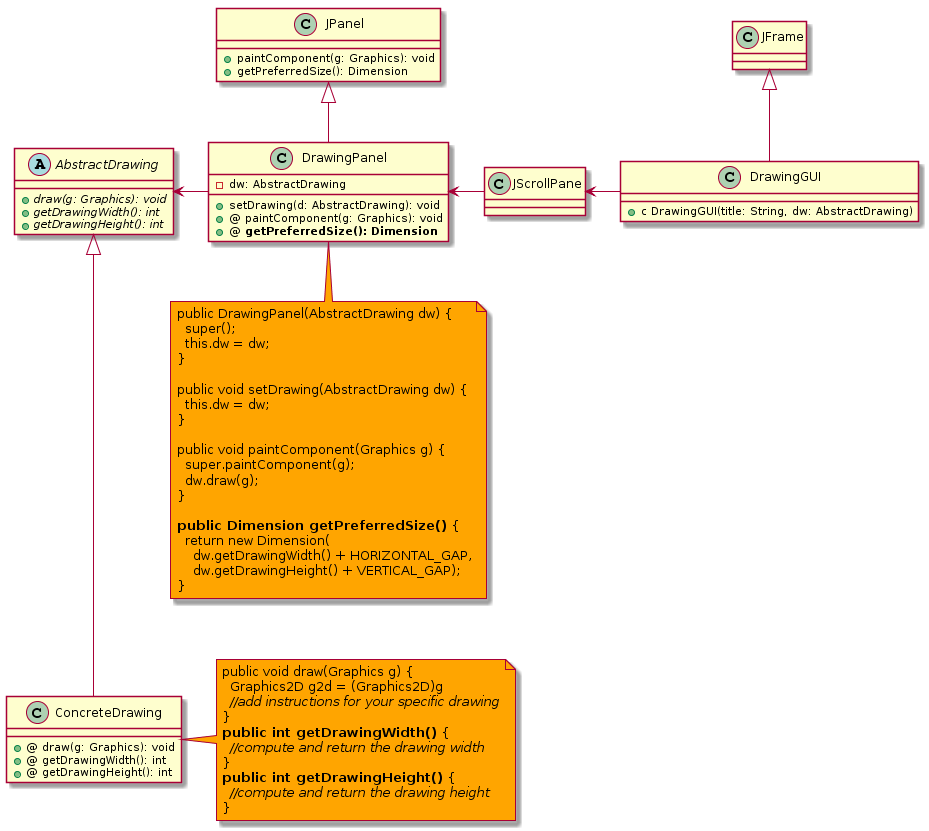 C JPanel
paintComponent(g: Graphics): void
getPreferredSize(): Dimension
C JFrame
A AbstractDrawing
draw(g: Graphics): void
getDrawingWidth(): int
getDrawingHeight(): int
C DrawingPanel
dw: AbstractDrawing
setDrawing(d: AbstractDrawing): void
@ paintComponent(g: Graphics): void
@ getPreferredSize(): Dimension
C JScrollPane
C DrawingGUI
c DrawingGUI(title: String, dw: AbstractDrawing)
public DrawingPanel(AbstractDrawing dw) {
super();
this.dw = dw;
}
public void setDrawing(AbstractDrawing dw) {
this.dw = dw;
}
public void paintComponent(Graphics g) {
super.paintComponent(g);
dw.draw(g);
}
public Dimension getPreferredSize() {
return new Dimension(
dw.getDrawingWidth() + HORIZONTAL_GAP,
dw.getDrawingHeight() + VERTICAL_GAP);
}
C ConcreteDrawing
@ draw(g: Graphics): void
@ getDrawingWidth(): int
@ getDrawingHeight(): int
public void draw(Graphics g) {
Graphics2D g2d = (Graphics2D)g
//add instructions for your specific drawing
}
public int getDrawingWidth() {
//compute and return the drawing width
}
public int getDrawingHeight() {
//compute and return the drawing height
}